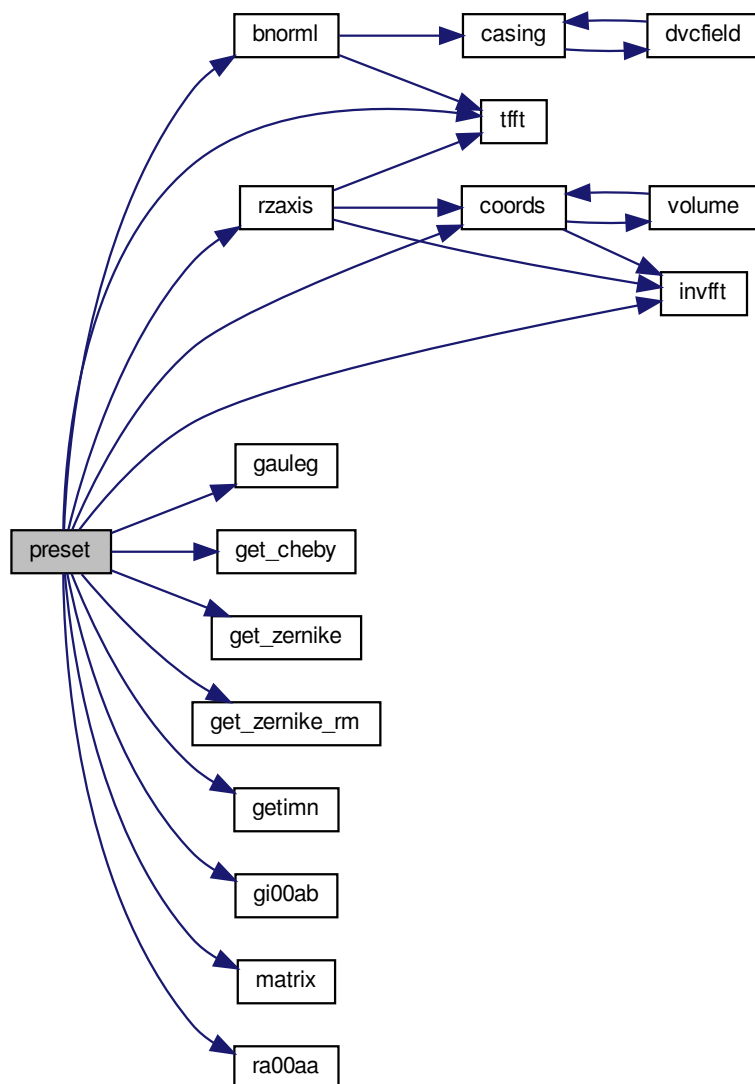 bnorml
casing
dvcfield
tfft
rzaxis
coords
volume
invfft
gauleg
preset
get_cheby
get_zernike
get_zernike_rm
getimn
gi00ab
matrix
ra00aa